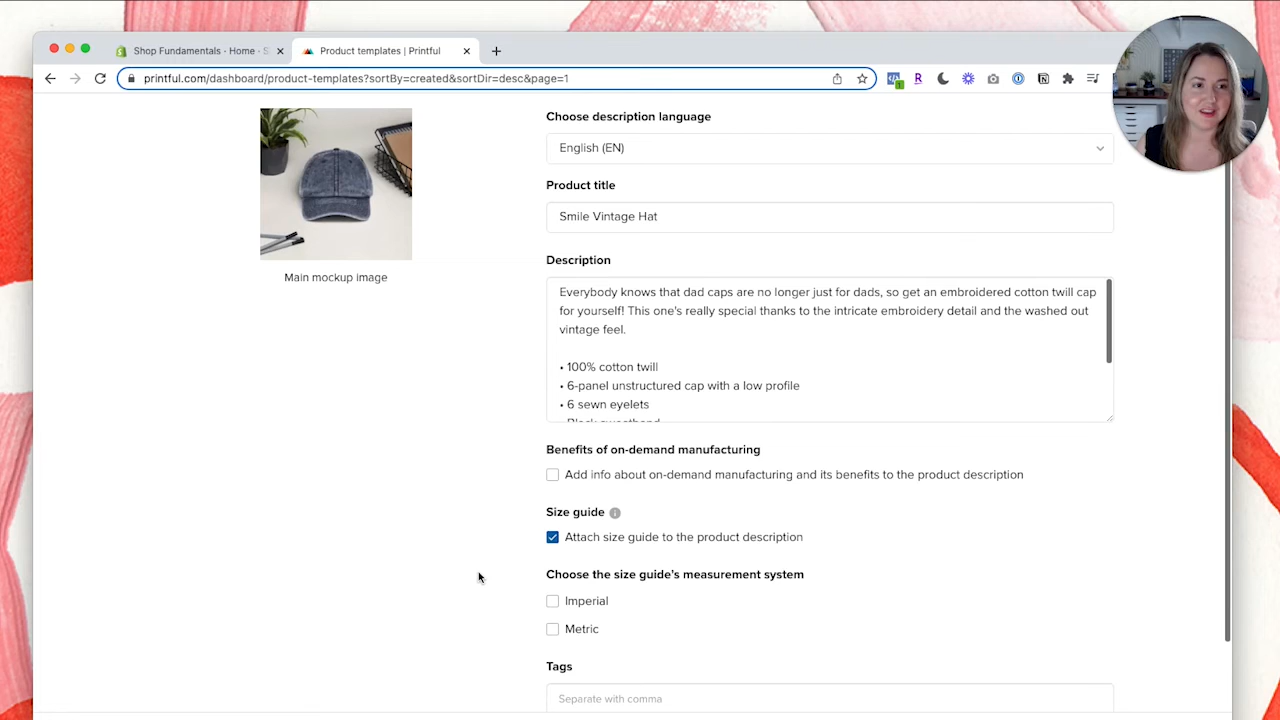 Shop Fundamentals · Home · S
Product templates | Printful
printful.com/dashboard/product-templates?sortBy=created&sortDir=desc&page=1
1
R
Main mockup image
Choose description language
English (EN)
Product title
Smile Vintage Hat
Description
Everybody knows that dad caps are no longer just for dads, so get an embroidered cotton twill cap
for yourself! This one's really special thanks to the intricate embroidery detail and the washed out
vintage feel.
• 100% cotton twill
• 6-panel unstructured cap with a low profile
• 6 sewn eyelets
• Black sweatband
Benefits of on-demand manufacturing
Add info about on-demand manufacturing and its benefits to the product description
Size guide
Attach size guide to the product description
Choose the size guide's measurement system
Imperial
Metric
Tags
Separate with comma